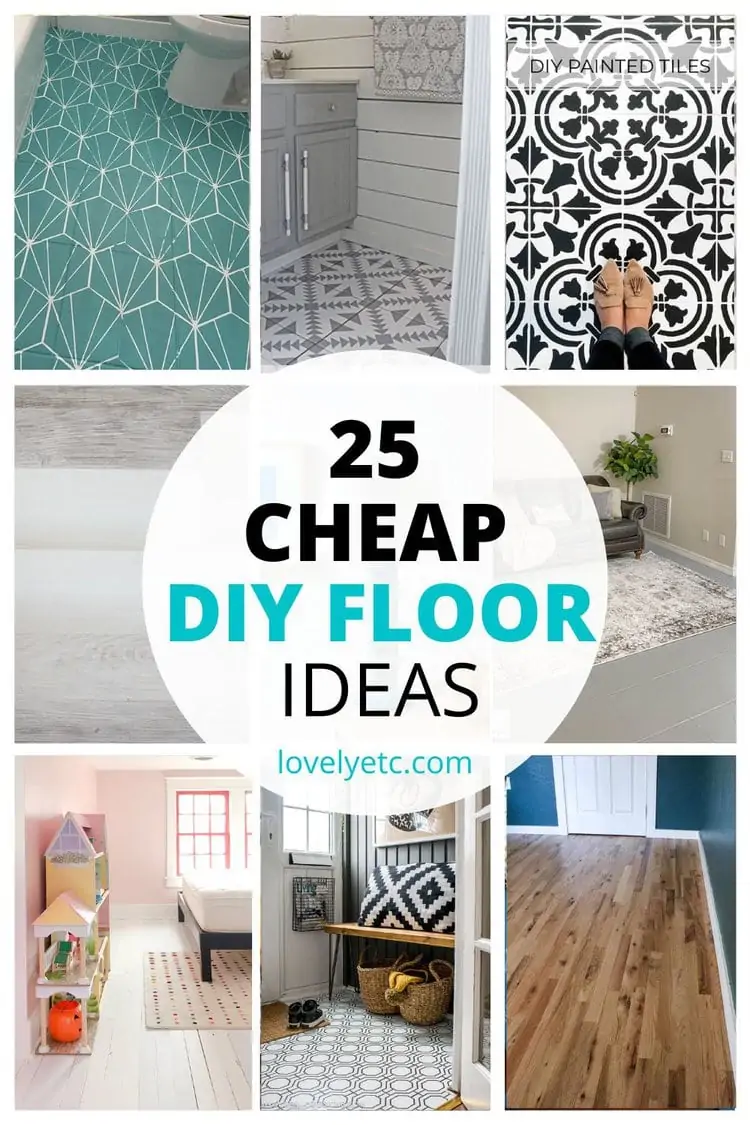 DIY PAINTED TILES
25
CHEAP
DIY FLOOR
IDEAS
lovelyetc.com